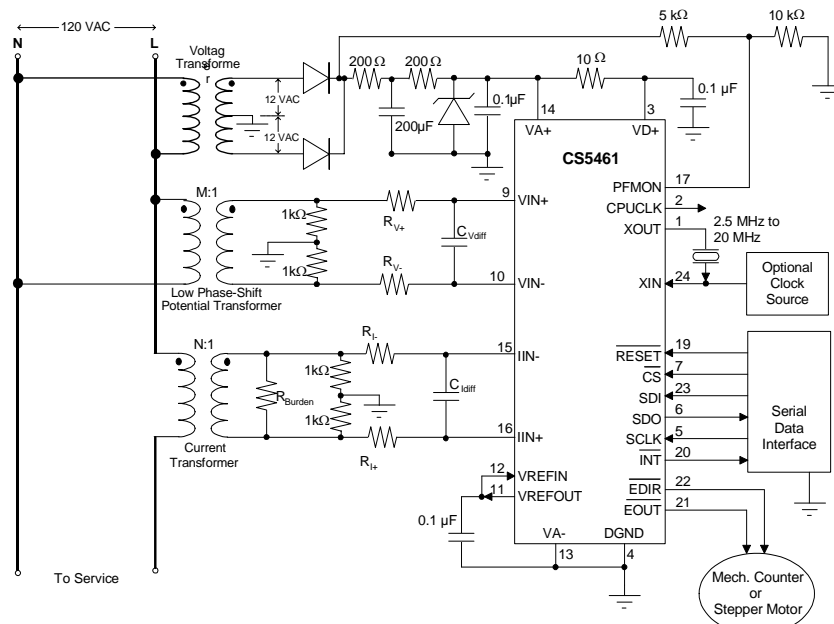 120 VAC
N
L
Voltag
Transforme
er
12 VAC
12 VAC
200Ω
200Ω
200µF
0.1µF
10 Ω
5 kΩ
10 kΩ
0.1 µF
14
3
VA+
VD+
CS5461
M:1
1kΩ
1kΩ
Low Phase-Shift
Potential Transformer
RV+
RV-
CVdiff
9
VIN+
10
VIN-
N:1
Current
Transformer
RBurden
1kΩ
1kΩ
RI-
RI+
CIdiff
15
IIN-
16
IIN+
12
VREFIN
11
VREFOUT
0.1 µF
VA-
13
DGND
4
PFMON
17
CPUCLK
2
XOUT
1
2.5 MHz to
20 MHz
XIN
24
Optional
Clock
Source
RESET
19
CS
7
SDI
23
SDO
6
SCLK
5
INT
20
Serial
Data
Interface
EDIR
22
EOUT
21
Mech. Counter
or
Stepper Motor
To Service